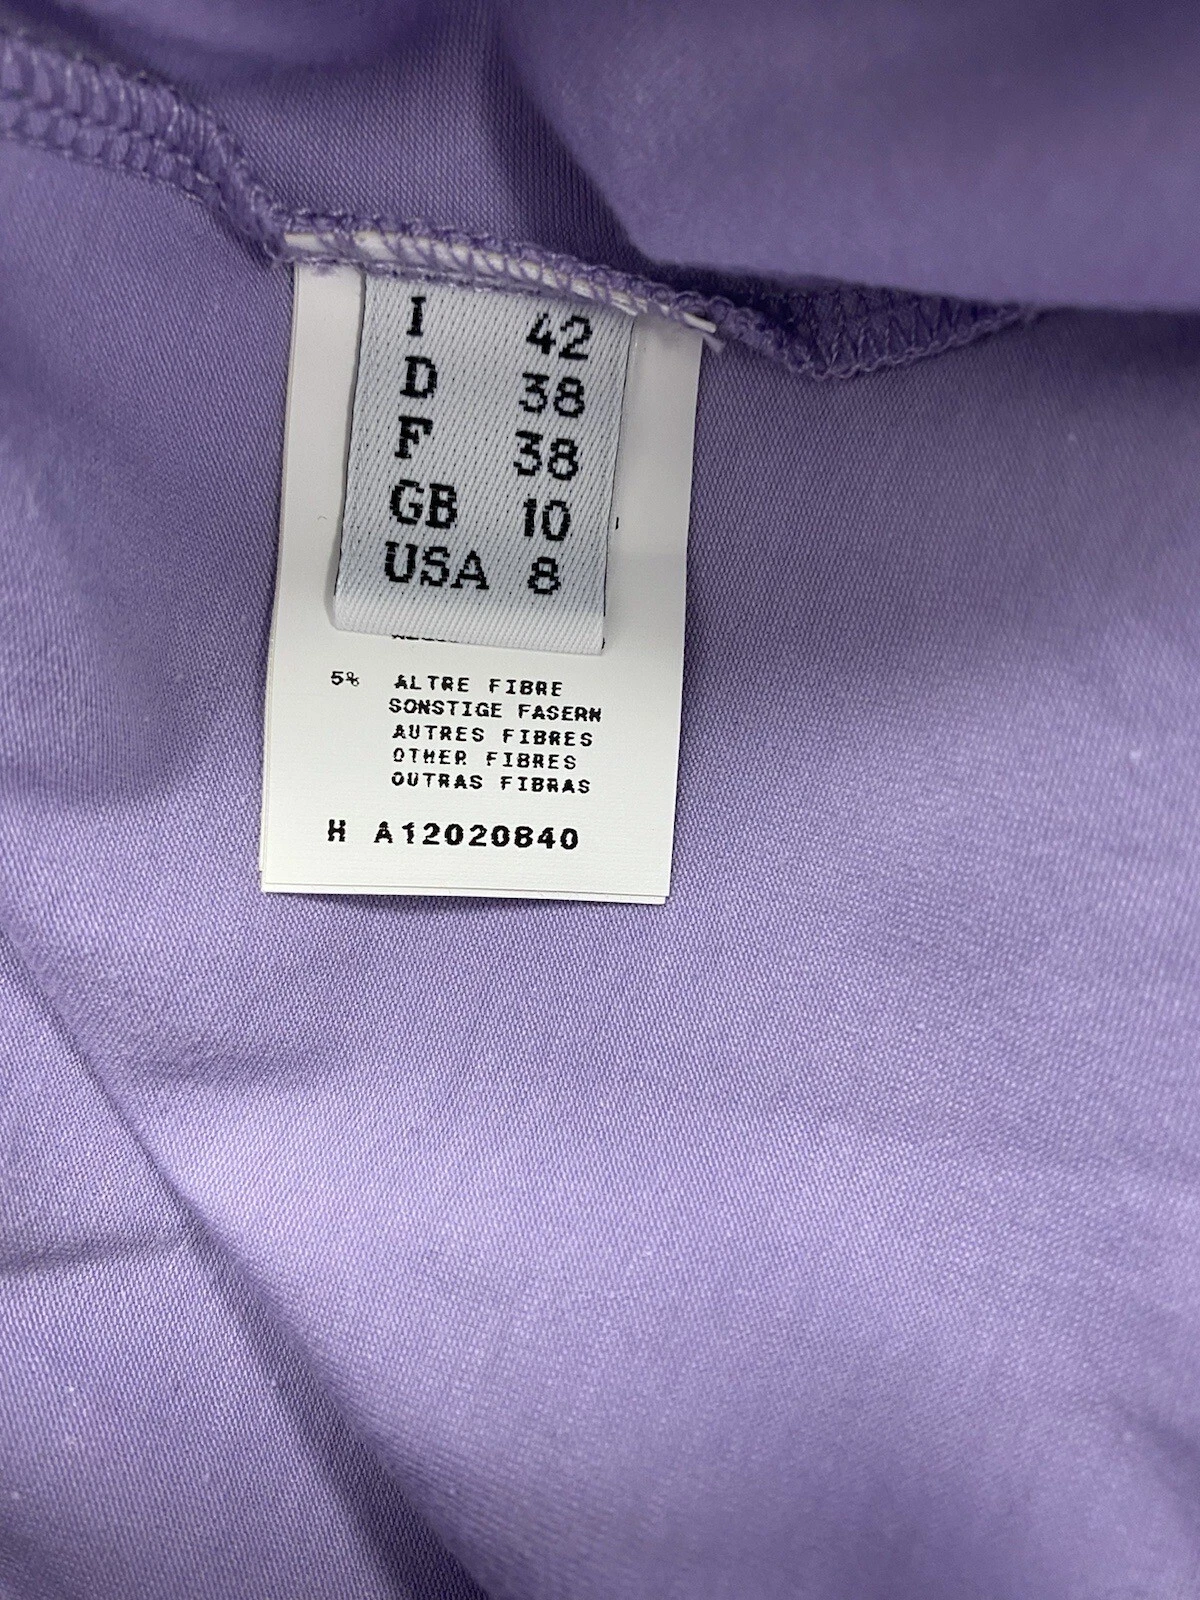 I 42
D 38
F 38
GB 10
USA 8
5% ALTRE FIBRE
SONSTIGE FASERN
AUTRES FIBRES
OTHER FIBRES
OUTRAS FIBRAS
H A12020840